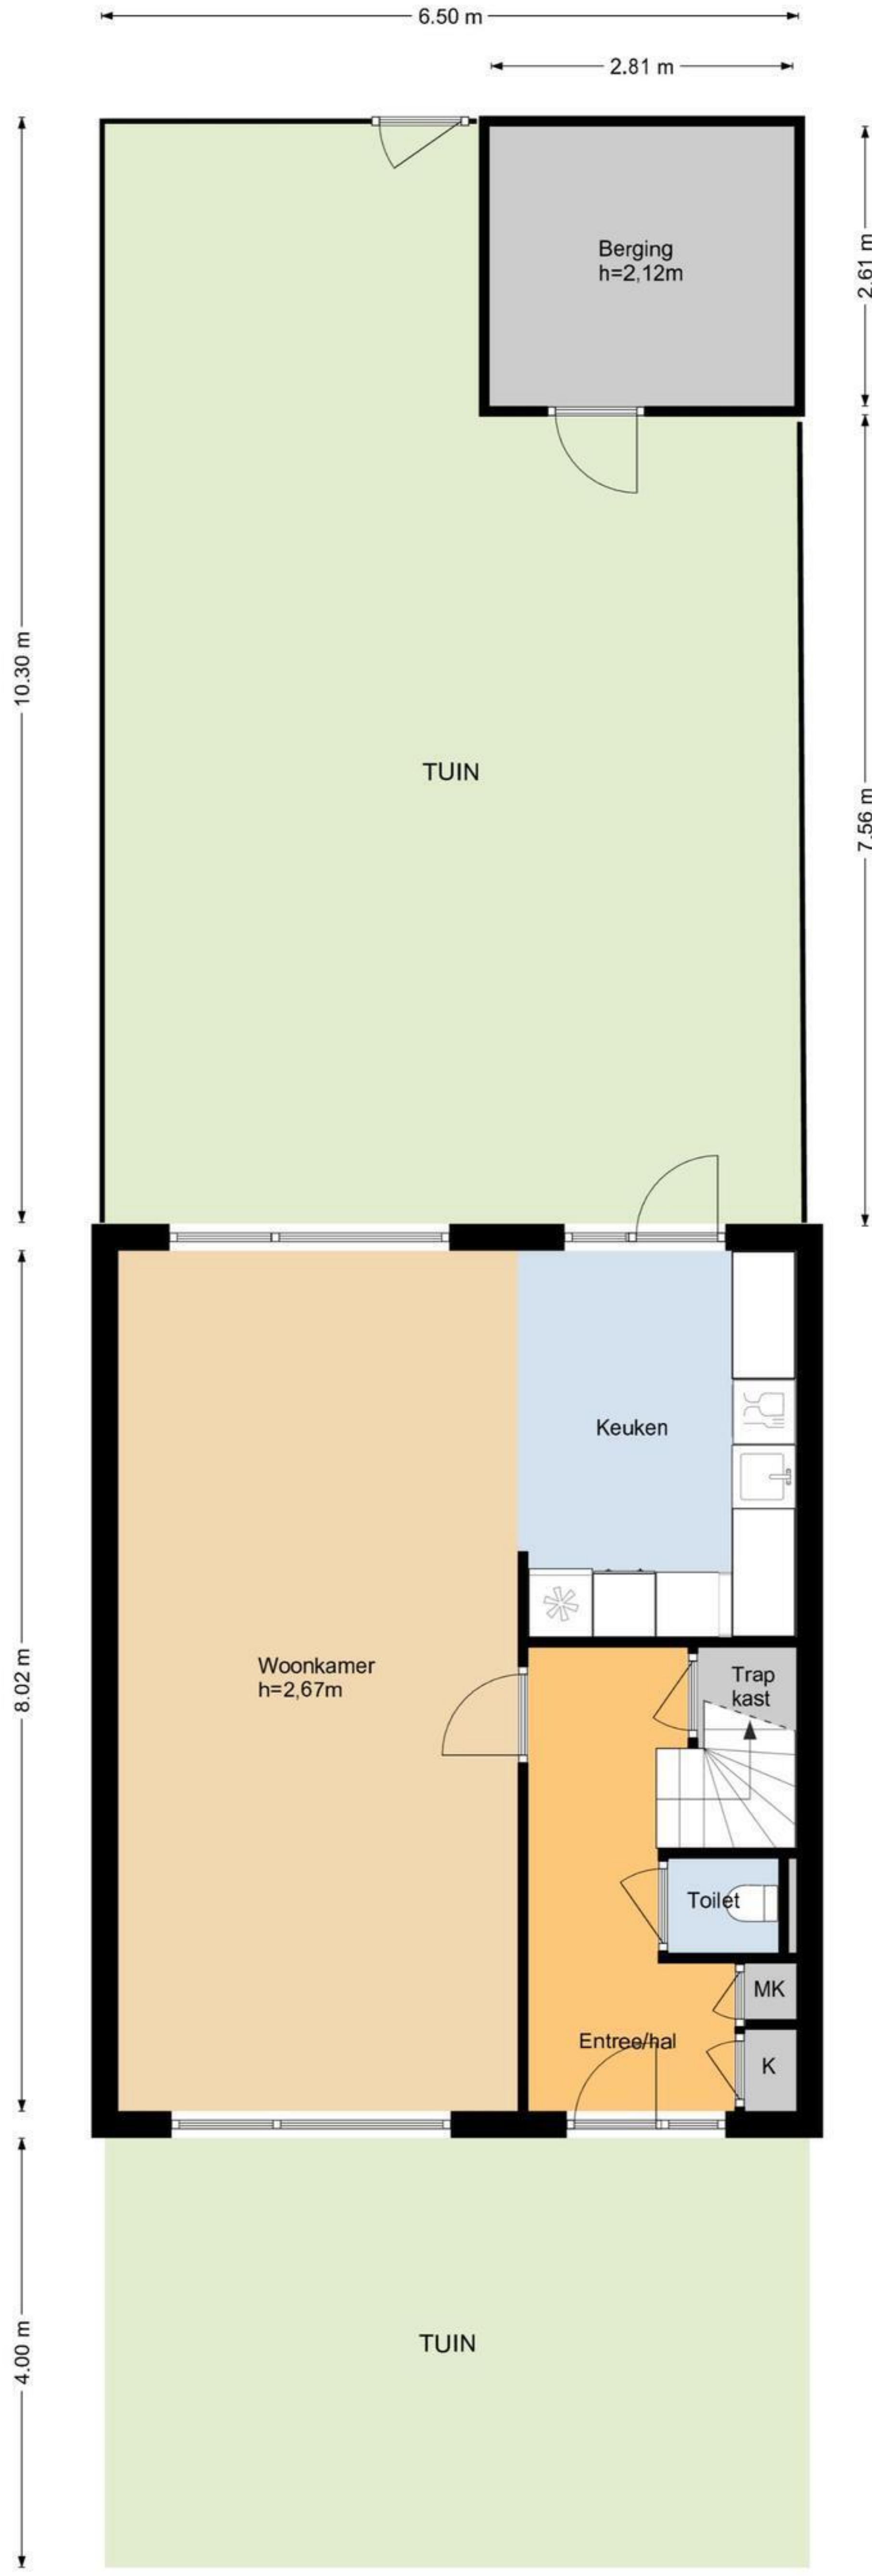 6.50 m
2.81 m
Berging
h=2,12m
2.61 m
10.30 m
TUIN
7.56 m
Keuken
Woonkamer
h=2,67m
8.02 m
Trap
kast
Toilet
MK
Entree/hal
K
TUIN
4.00 m